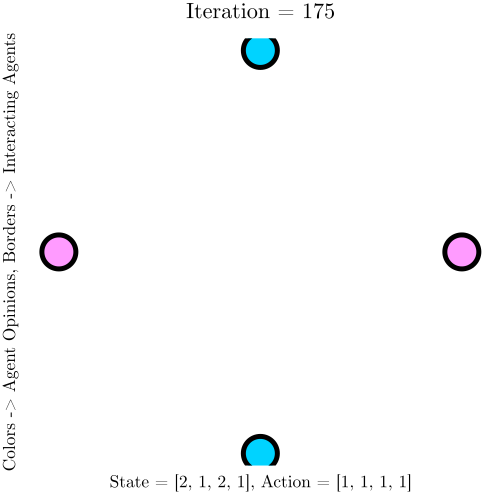 Iteration = 175
Colors -> Agent Opinions, Borders -> Interacting Agents
State = [2, 1, 2, 1], Action = [1, 1, 1, 1]